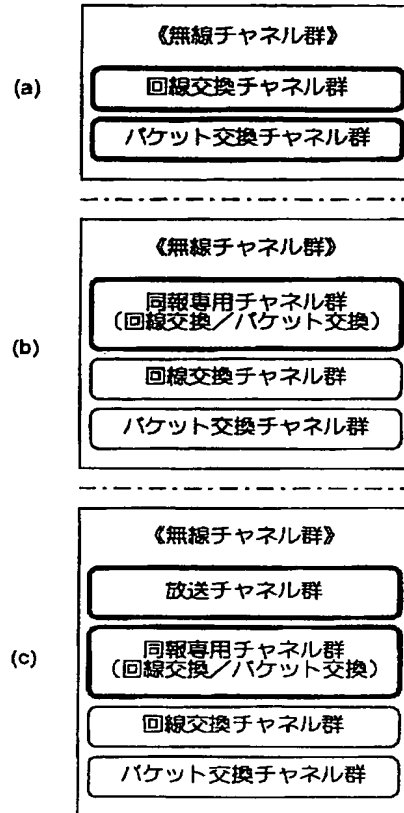 (a)
《無線チャネル群》
回線交換チャネル群
パケット交換チャネル群
(b)
《無線チャネル群》
同報専用チャネル群
(回線交換／パケット交換)
回線交換チャネル群
パケット交換チャネル群
(c)
《無線チャネル群》
放送チャネル群
同報専用チャネル群
(回線交換／パケット交換)
回線交換チャネル群
パケット交換チャネル群